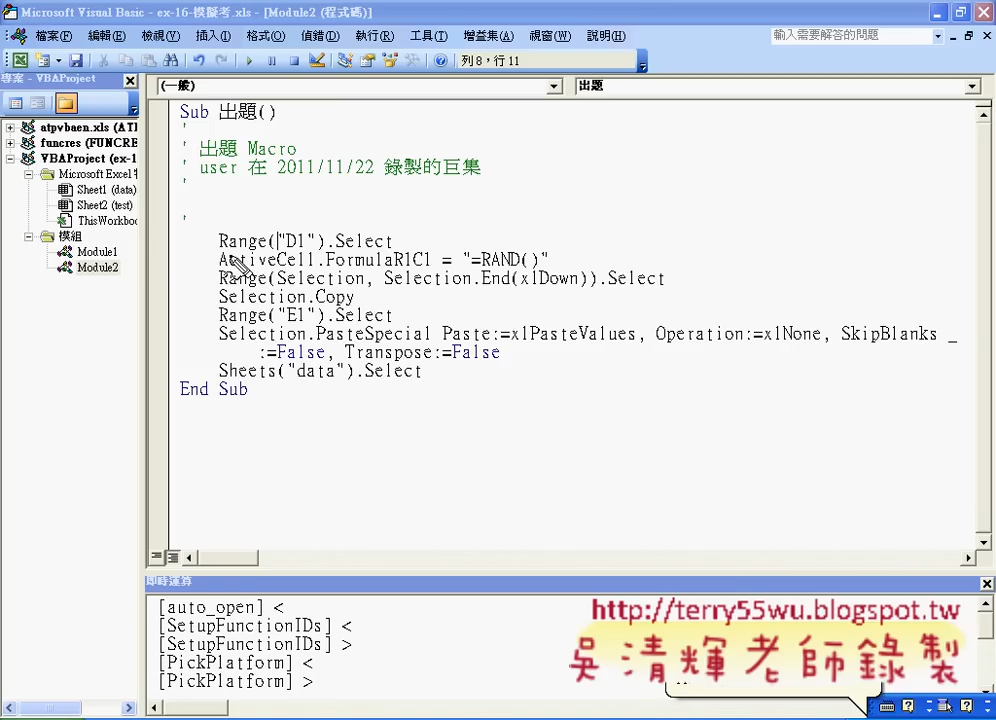 Microsoft Visual Basic - ex-16-模擬考.xls - [Module2 (程式碼)]
檔案(F) 編輯(E) 檢視(V) 插入(I) 格式(O) 偵錯(D) 執行(R) 工具(T) 增益集(A) 視窗(W) 說明(H) 輸入需要解答的問題
列 8，行 11
專案 - VBAProject
(一般) 出題
atpvbaen.xls (ATI
funcres (FUNCRE
VBAProject (ex-1
Microsoft Excel
Sheet1 (data)
Sheet2 (test)
ThisWorkboo
模組
Module1
Module2
Sub 出題()
'
' 出題 Macro
' user 在 2011/11/22 錄製的巨集
'
'
Range("D1").Select
ActiveCell.FormulaR1C1 = "=RAND()"
Range(Selection, Selection.End(xlDown)).Select
Selection.Copy
Range("E1").Select
Selection.PasteSpecial Paste:=xlPasteValues, Operation:=xlNone, SkipBlanks _
:=False, Transpose:=False
Sheets("data").Select
End Sub
即時運算
[auto_open] <
[SetupFunctionIDs] <
[SetupFunctionIDs] >
[PickPlatform] <
[PickPlatform] >
http://terry55wu.blogspot.tw
吳清輝老師錄製